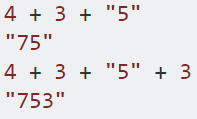 4 + 3 + "5"
"75"
4 + 3 + "5" + 3
"753"